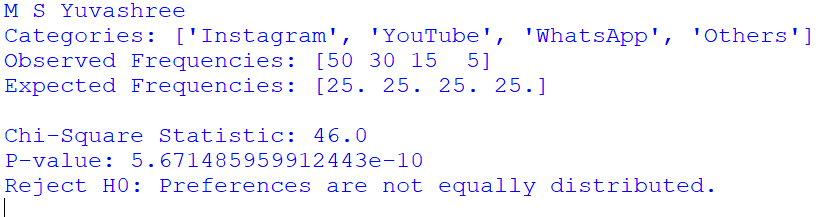 M S Yuvashree
Categories: ['Instagram', 'YouTube', 'WhatsApp', 'Others']
Observed Frequencies: [50 30 15  5]
Expected Frequencies: [25. 25. 25. 25.]
Chi-Square Statistic: 46.0
P-value: 5.671485959912443e-10
Reject H0: Preferences are not equally distributed.